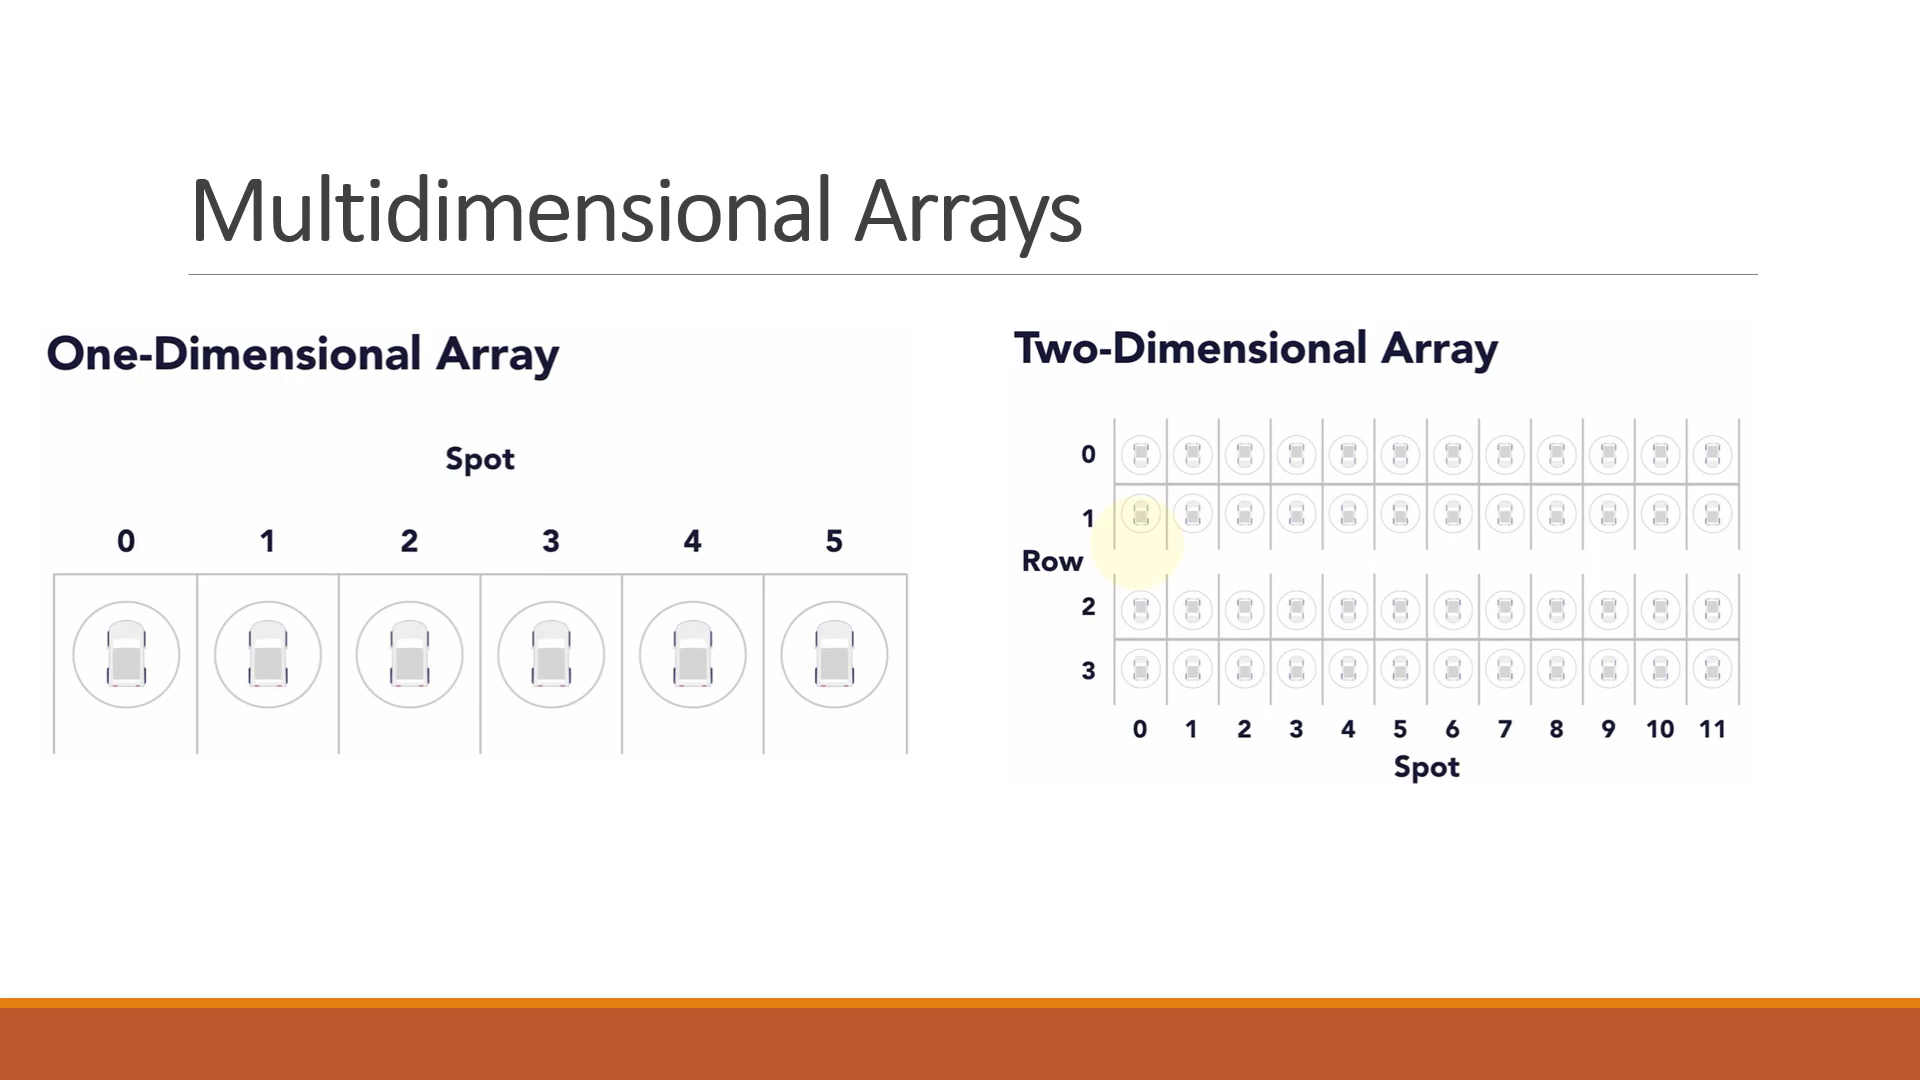 Multidimensional Arrays
One-Dimensional Array
Spot
0 1 2 3 4 5
Two-Dimensional Array
0
1
Row
2
3
0 1 2 3 4 5 6 7 8 9 10 11
Spot